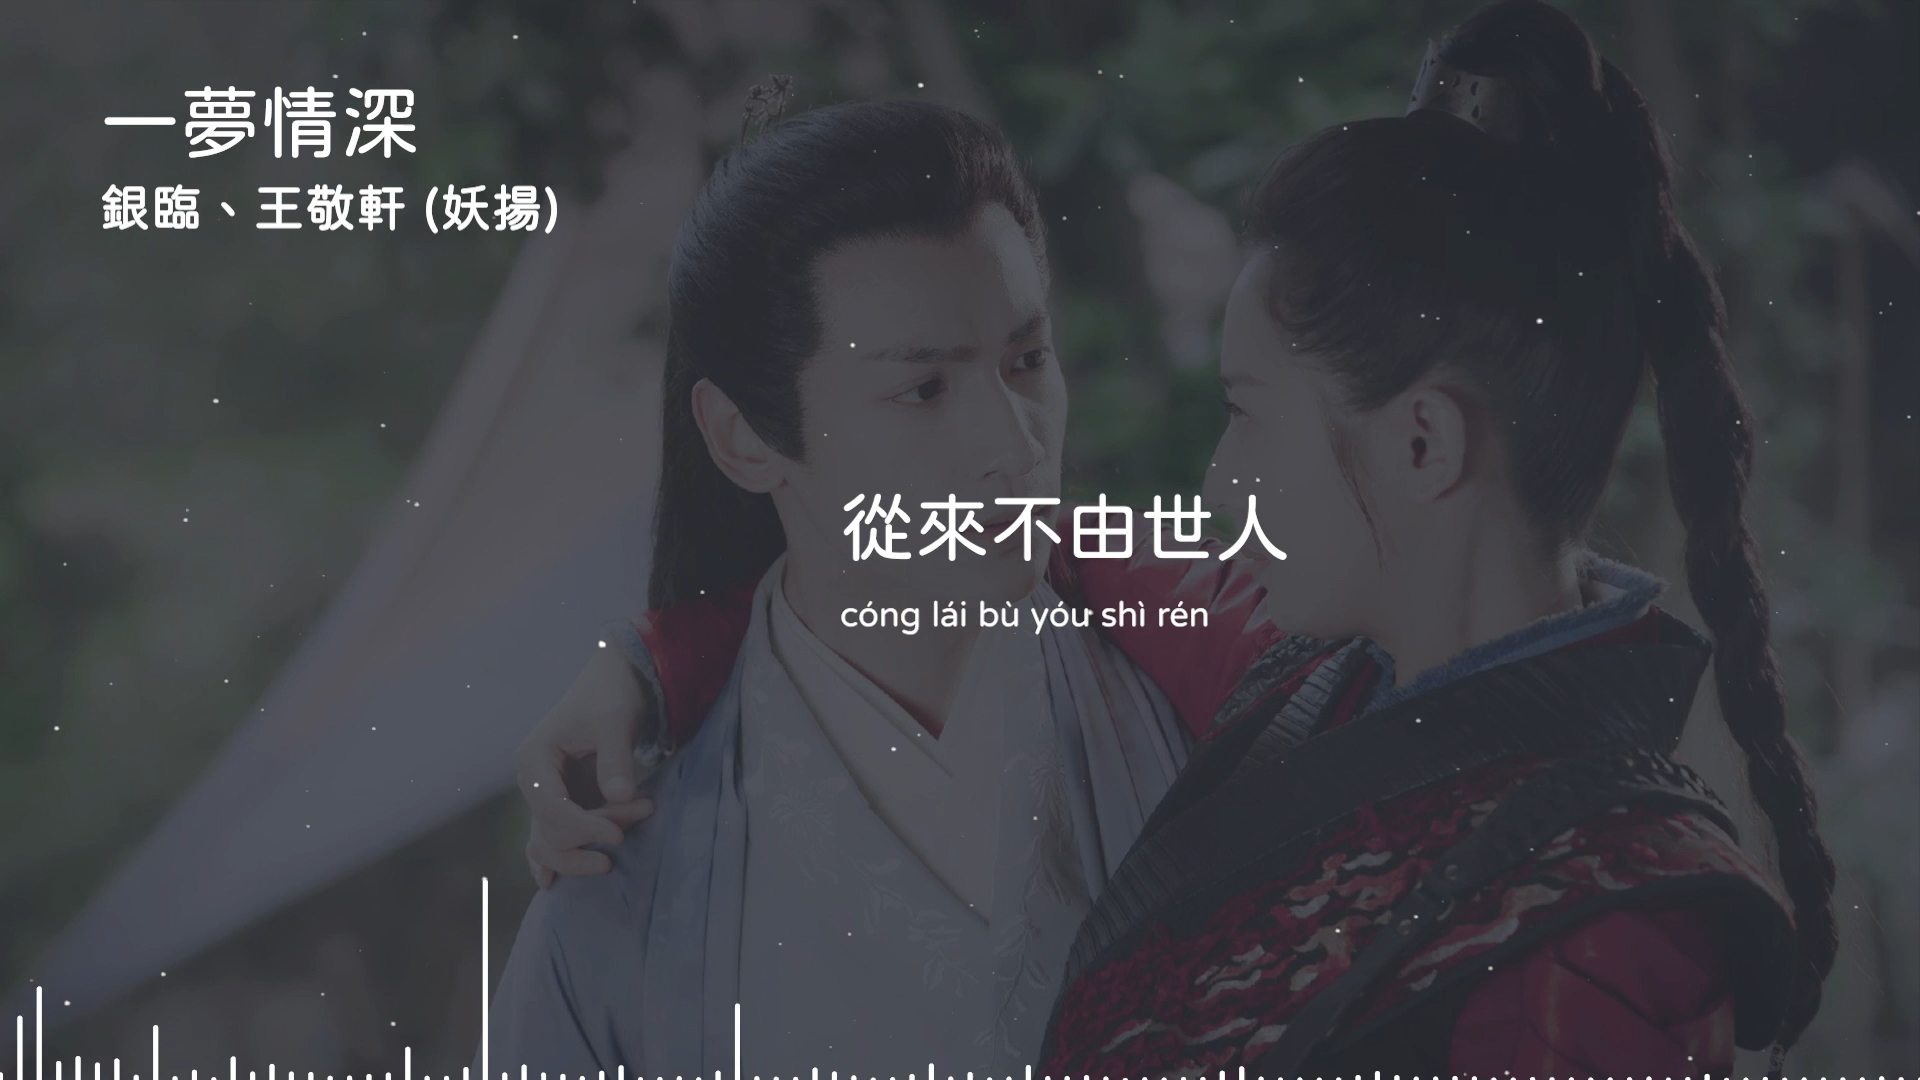 一夢情深
銀臨、王敬軒 (妖揚)
從來不由世人
cóng lái bù yóu shì rén